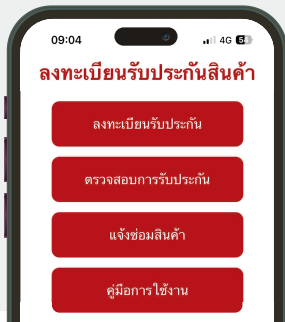 09:04
4G 54
ลงทะเบียนรับประกันสินค้า
ลงทะเบียนรับประกัน
ตรวจสอบการรับประกัน
แจ้งซ่อมสินค้า
คู่มือการใช้งาน